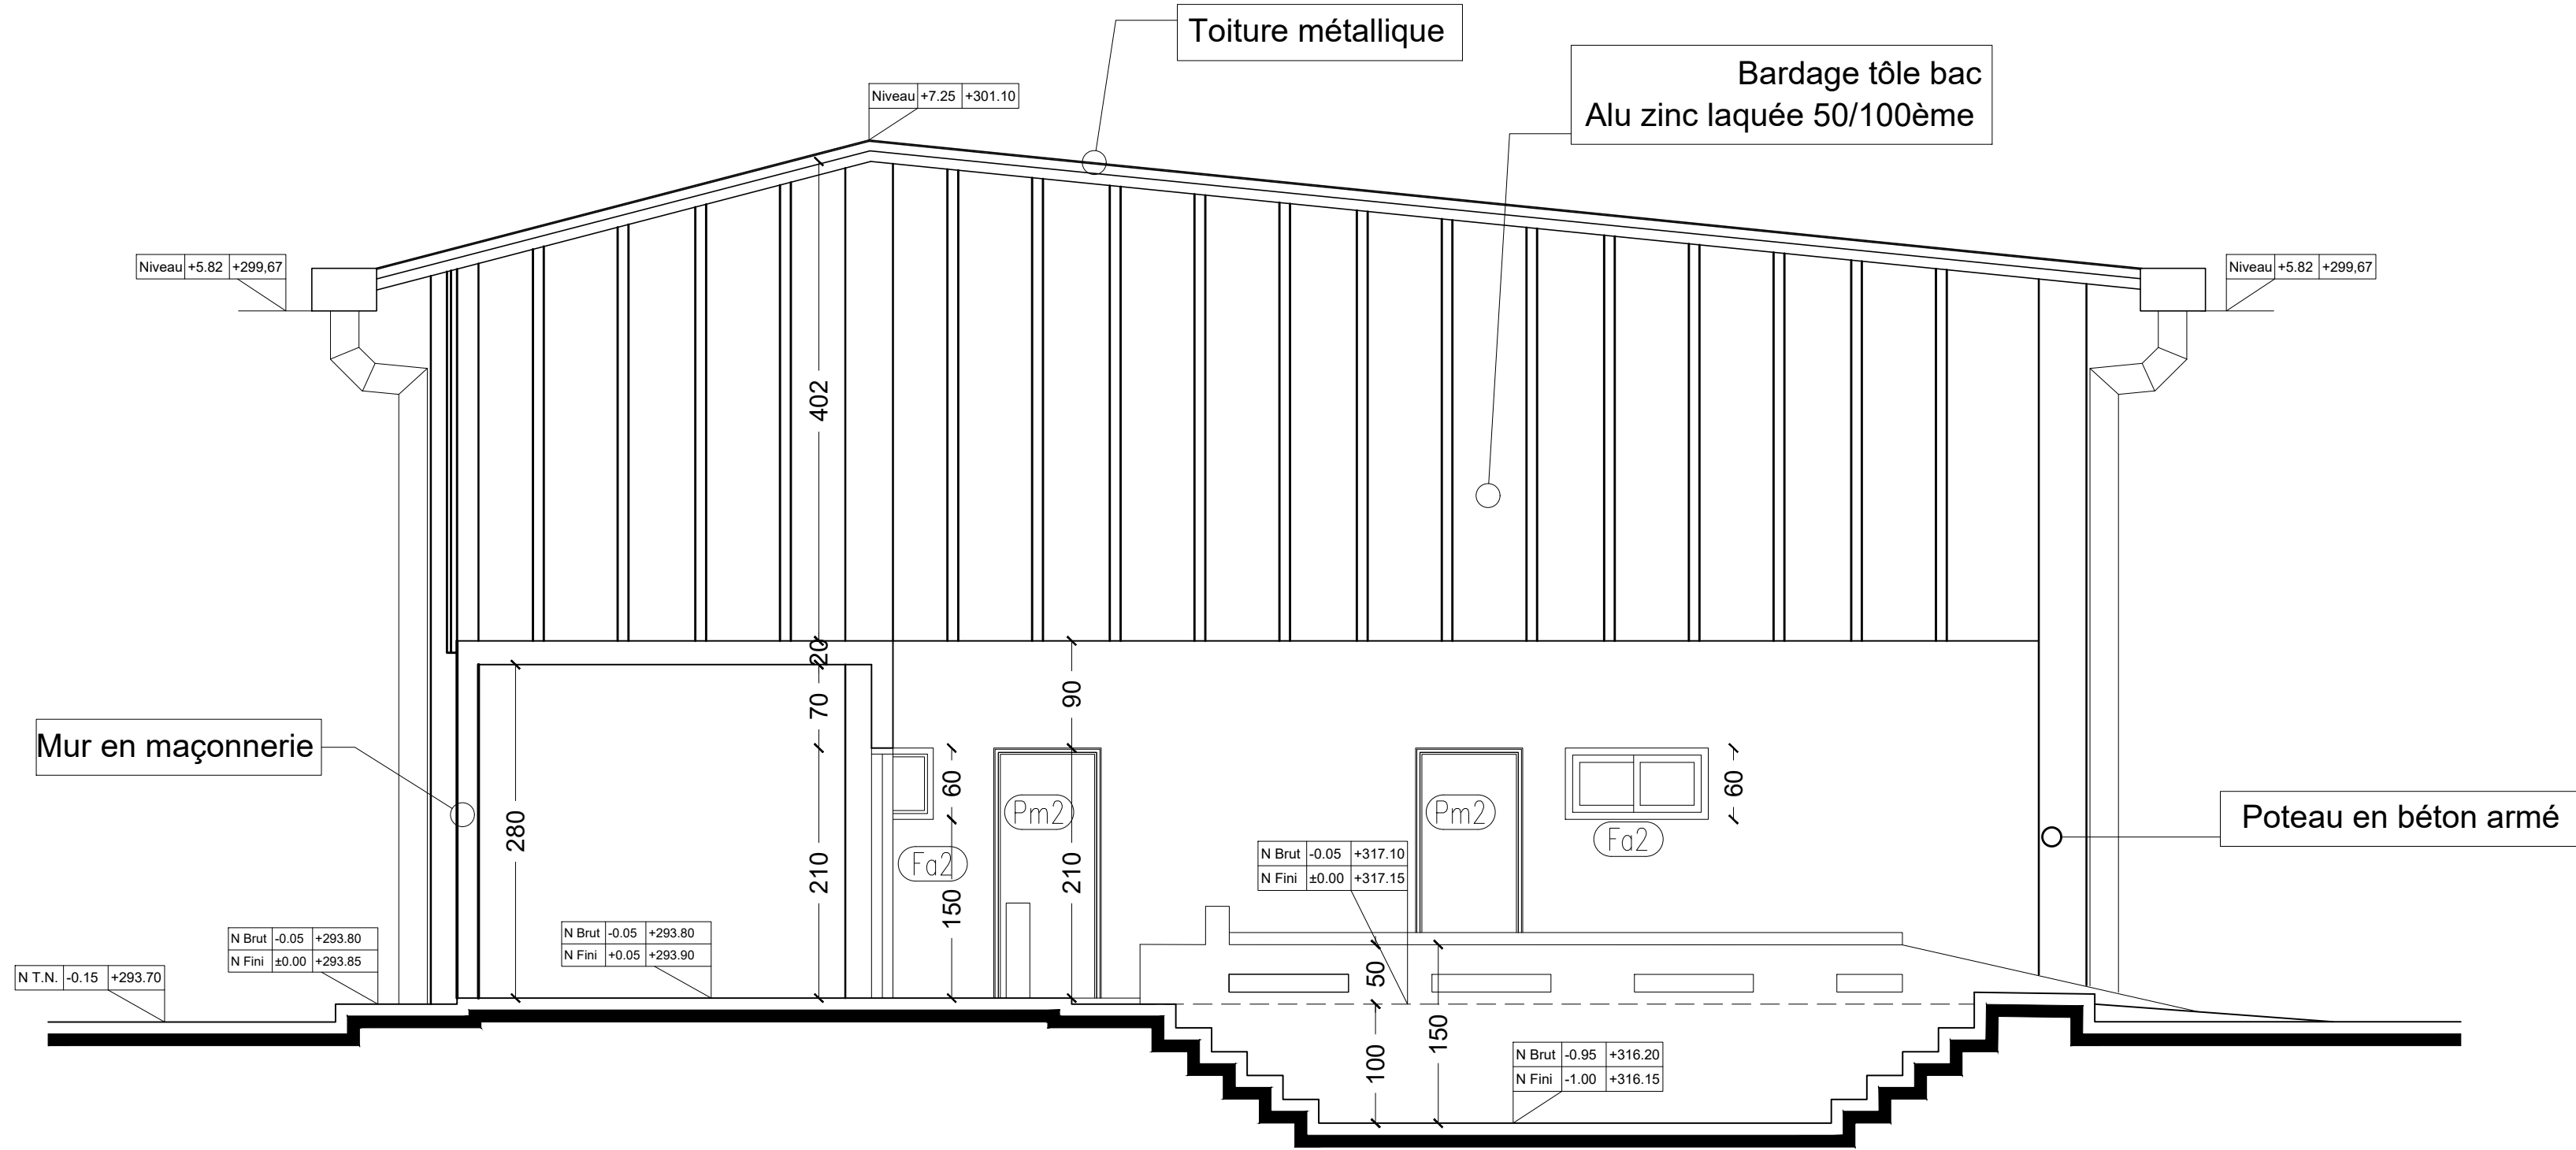 Toiture métallique
Bardage tôle bac
Alu zinc laquée 50/100ème
Niveau +7.25 +301.10
Niveau +5.82 +299,67
Niveau +5.82 +299,67
402
20
70
90
Mur en maçonnerie
280
210
60
Pm2
Fa2
150
210
Pm2
60
Fa2
Poteau en béton armé
N Brut -0.05 +317.10
N Fini ±0.00 +317.15
N Brut -0.05 +293.80
N Fini ±0.00 +293.85
N Brut -0.05 +293.80
N Fini +0.05 +293.90
N T.N. -0.15 +293.70
50
100
150
N Brut -0.95 +316.20
N Fini -1.00 +316.15